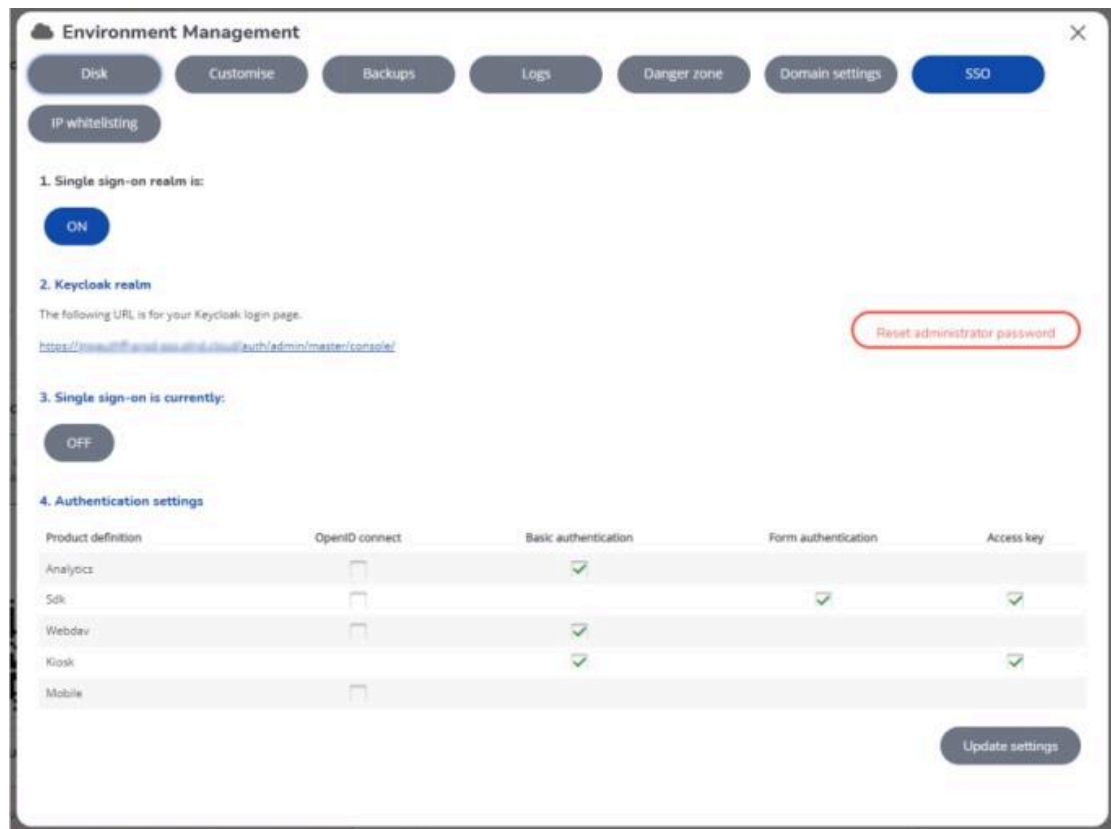 Environment Management
Disk Customise Backups Logs Danger zone Domain settings SSO
IP whitelisting
1. Single sign-on realm is:
ON
2. Keycloak realm
The following URL is for your Keycloak login page.
https:// auth/admin/master/console/
Reset administrator password
3. Single sign-on is currently:
OFF
4. Authentication settings
Product definition OpenID connect Basic authentication Form authentication Access key
Analytics
Sdk
Webdav
Kiosk
Mobile
Update settings